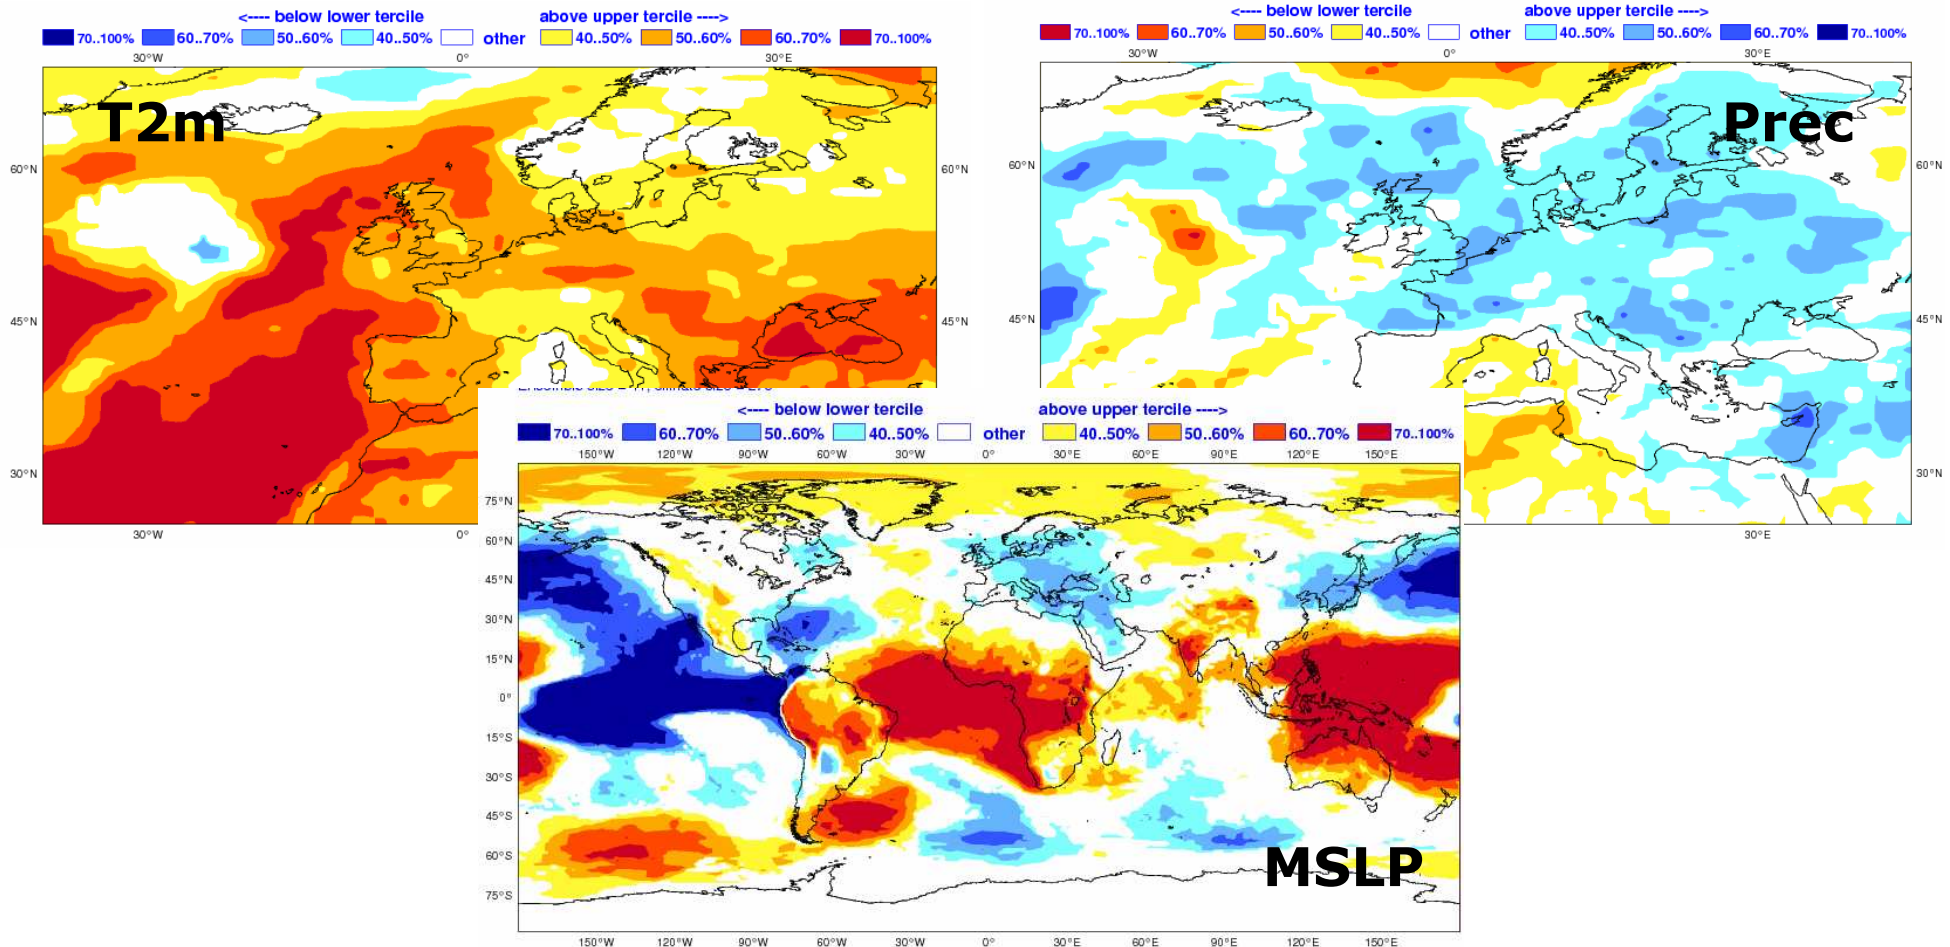 <---- below lower tercile above upper tercile ---->
70..100% 60..70% 50..60% 40..50% other 40..50% 50..60% 60..70% 70..100%
30°W 0° 30°E
T2m
60°N 60°N
45°N 45°N
30°N
30°W 0°
<---- below lower tercile above upper tercile ---->
70..100% 60..70% 50..60% 40..50% other 40..50% 50..60% 60..70% 70..100%
30°W 0° 30°E
Prec
60°N 60°N
45°N 45°N
30°N
30°E
<---- below lower tercile above upper tercile ---->
70..100% 60..70% 50..60% 40..50% other 40..50% 50..60% 60..70% 70..100%
150°W 120°W 90°W 60°W 30°W 0° 30°E 60°E 90°E 120°E 150°E
75°N
60°N
45°N
30°N
15°N
0°
15°S
30°S
45°S
60°S
MSLP
75°S
150°W 120°W 90°W 60°W 30°W 0° 30°E 60°E 90°E 120°E 150°E